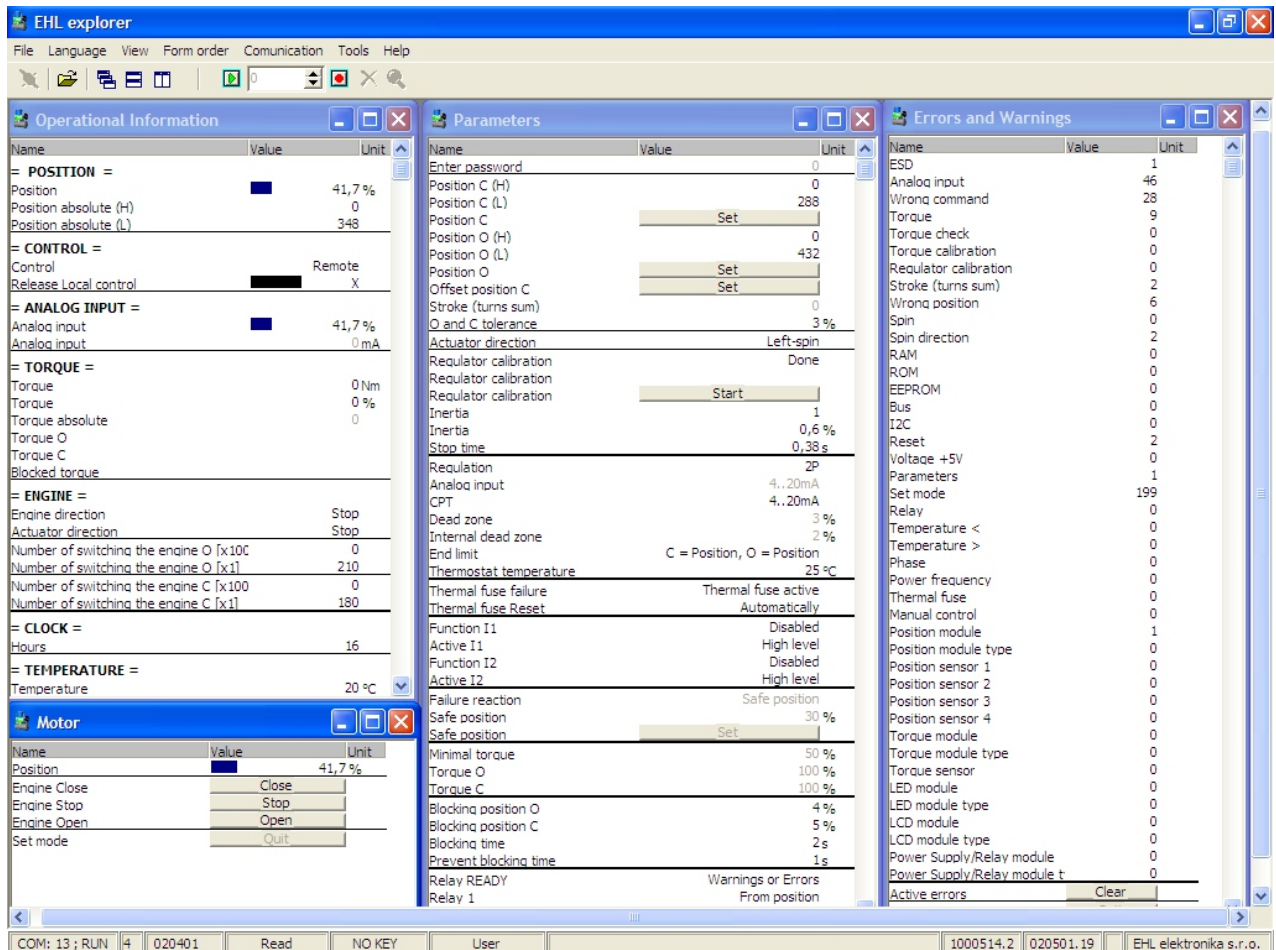 EHL explorer
File Language View Form order Comunication Tools Help
0
Operational Information
Name Value Unit
= POSITION =
Position 41,7 %
Position absolute (H) 0
Position absolute (L) 348
= CONTROL =
Control Remote
Release Local control X
= ANALOG INPUT =
Analog input 41,7 %
Analog input 0 mA
= TORQUE =
Torque 0 Nm
Torque 0 %
Torque absolute 0
Torque O
Torque C
Blocked torque
= ENGINE =
Engine direction Stop
Actuator direction Stop
Number of switching the engine O [x100 0
Number of switching the engine O [x1] 210
Number of switching the engine C [x100 0
Number of switching the engine C [x1] 180
= CLOCK =
Hours 16
= TEMPERATURE =
Temperature 20 °C
Motor
Name Value Unit
Position 41,7 %
Engine Close Close
Engine Stop Stop
Engine Open Open
Set mode Quit
Parameters
Name Value Unit
Enter password 0
Position C (H) 0
Position C (L) 288
Position C Set
Position O (H) 0
Position O (L) 432
Position O Set
Offset position C Set
Stroke (turns sum) 0
O and C tolerance 3 %
Actuator direction Left-spin
Regulator calibration Done
Regulator calibration
Regulator calibration Start
Inertia 1
Inertia 0,6 %
Stop time 0,38 s
Regulation 2P
Analog input 4..20mA
CPT 4..20mA
Dead zone 3 %
Internal dead zone 2 %
End limit C = Position, O = Position
Thermostat temperature 25 °C
Thermal fuse failure Thermal fuse active
Thermal fuse Reset Automatically
Function I1 Disabled
Active I1 High level
Function I2 Disabled
Active I2 High level
Failure reaction Safe position
Safe position 30 %
Safe position Set
Minimal torque 50 %
Torque O 100 %
Torque C 100 %
Blocking position O 4 %
Blocking position C 5 %
Blocking time 2 s
Prevent blocking time 1 s
Relay READY Warnings or Errors
Relay 1 From position
Errors and Warnings
Name Value Unit
ESD 1
Analog input 46
Wrong command 28
Torque 9
Torque check 0
Torque calibration 0
Regulator calibration 0
Stroke (turns sum) 2
Wrong position 6
Spin 0
Spin direction 2
RAM 0
ROM 0
EEPROM 0
Bus 0
I2C 0
Reset 2
Voltage +5V 0
Parameters 1
Set mode 199
Relay 0
Temperature < 0
Temperature > 0
Phase 0
Power frequency 0
Thermal fuse 0
Manual control 0
Position module 1
Position module type 0
Position sensor 1 0
Position sensor 2 0
Position sensor 3 0
Position sensor 4 0
Torque module 0
Torque module type 0
Torque sensor 0
LED module 0
LED module type 0
LCD module 0
LCD module type 0
Power Supply/Relay module 0
Power Supply/Relay module t 0
Active errors Clear
COM: 13 ; RUN 4 020401 Read NO KEY User 1000514.2 020501.19 EHL elektronika s.r.o.